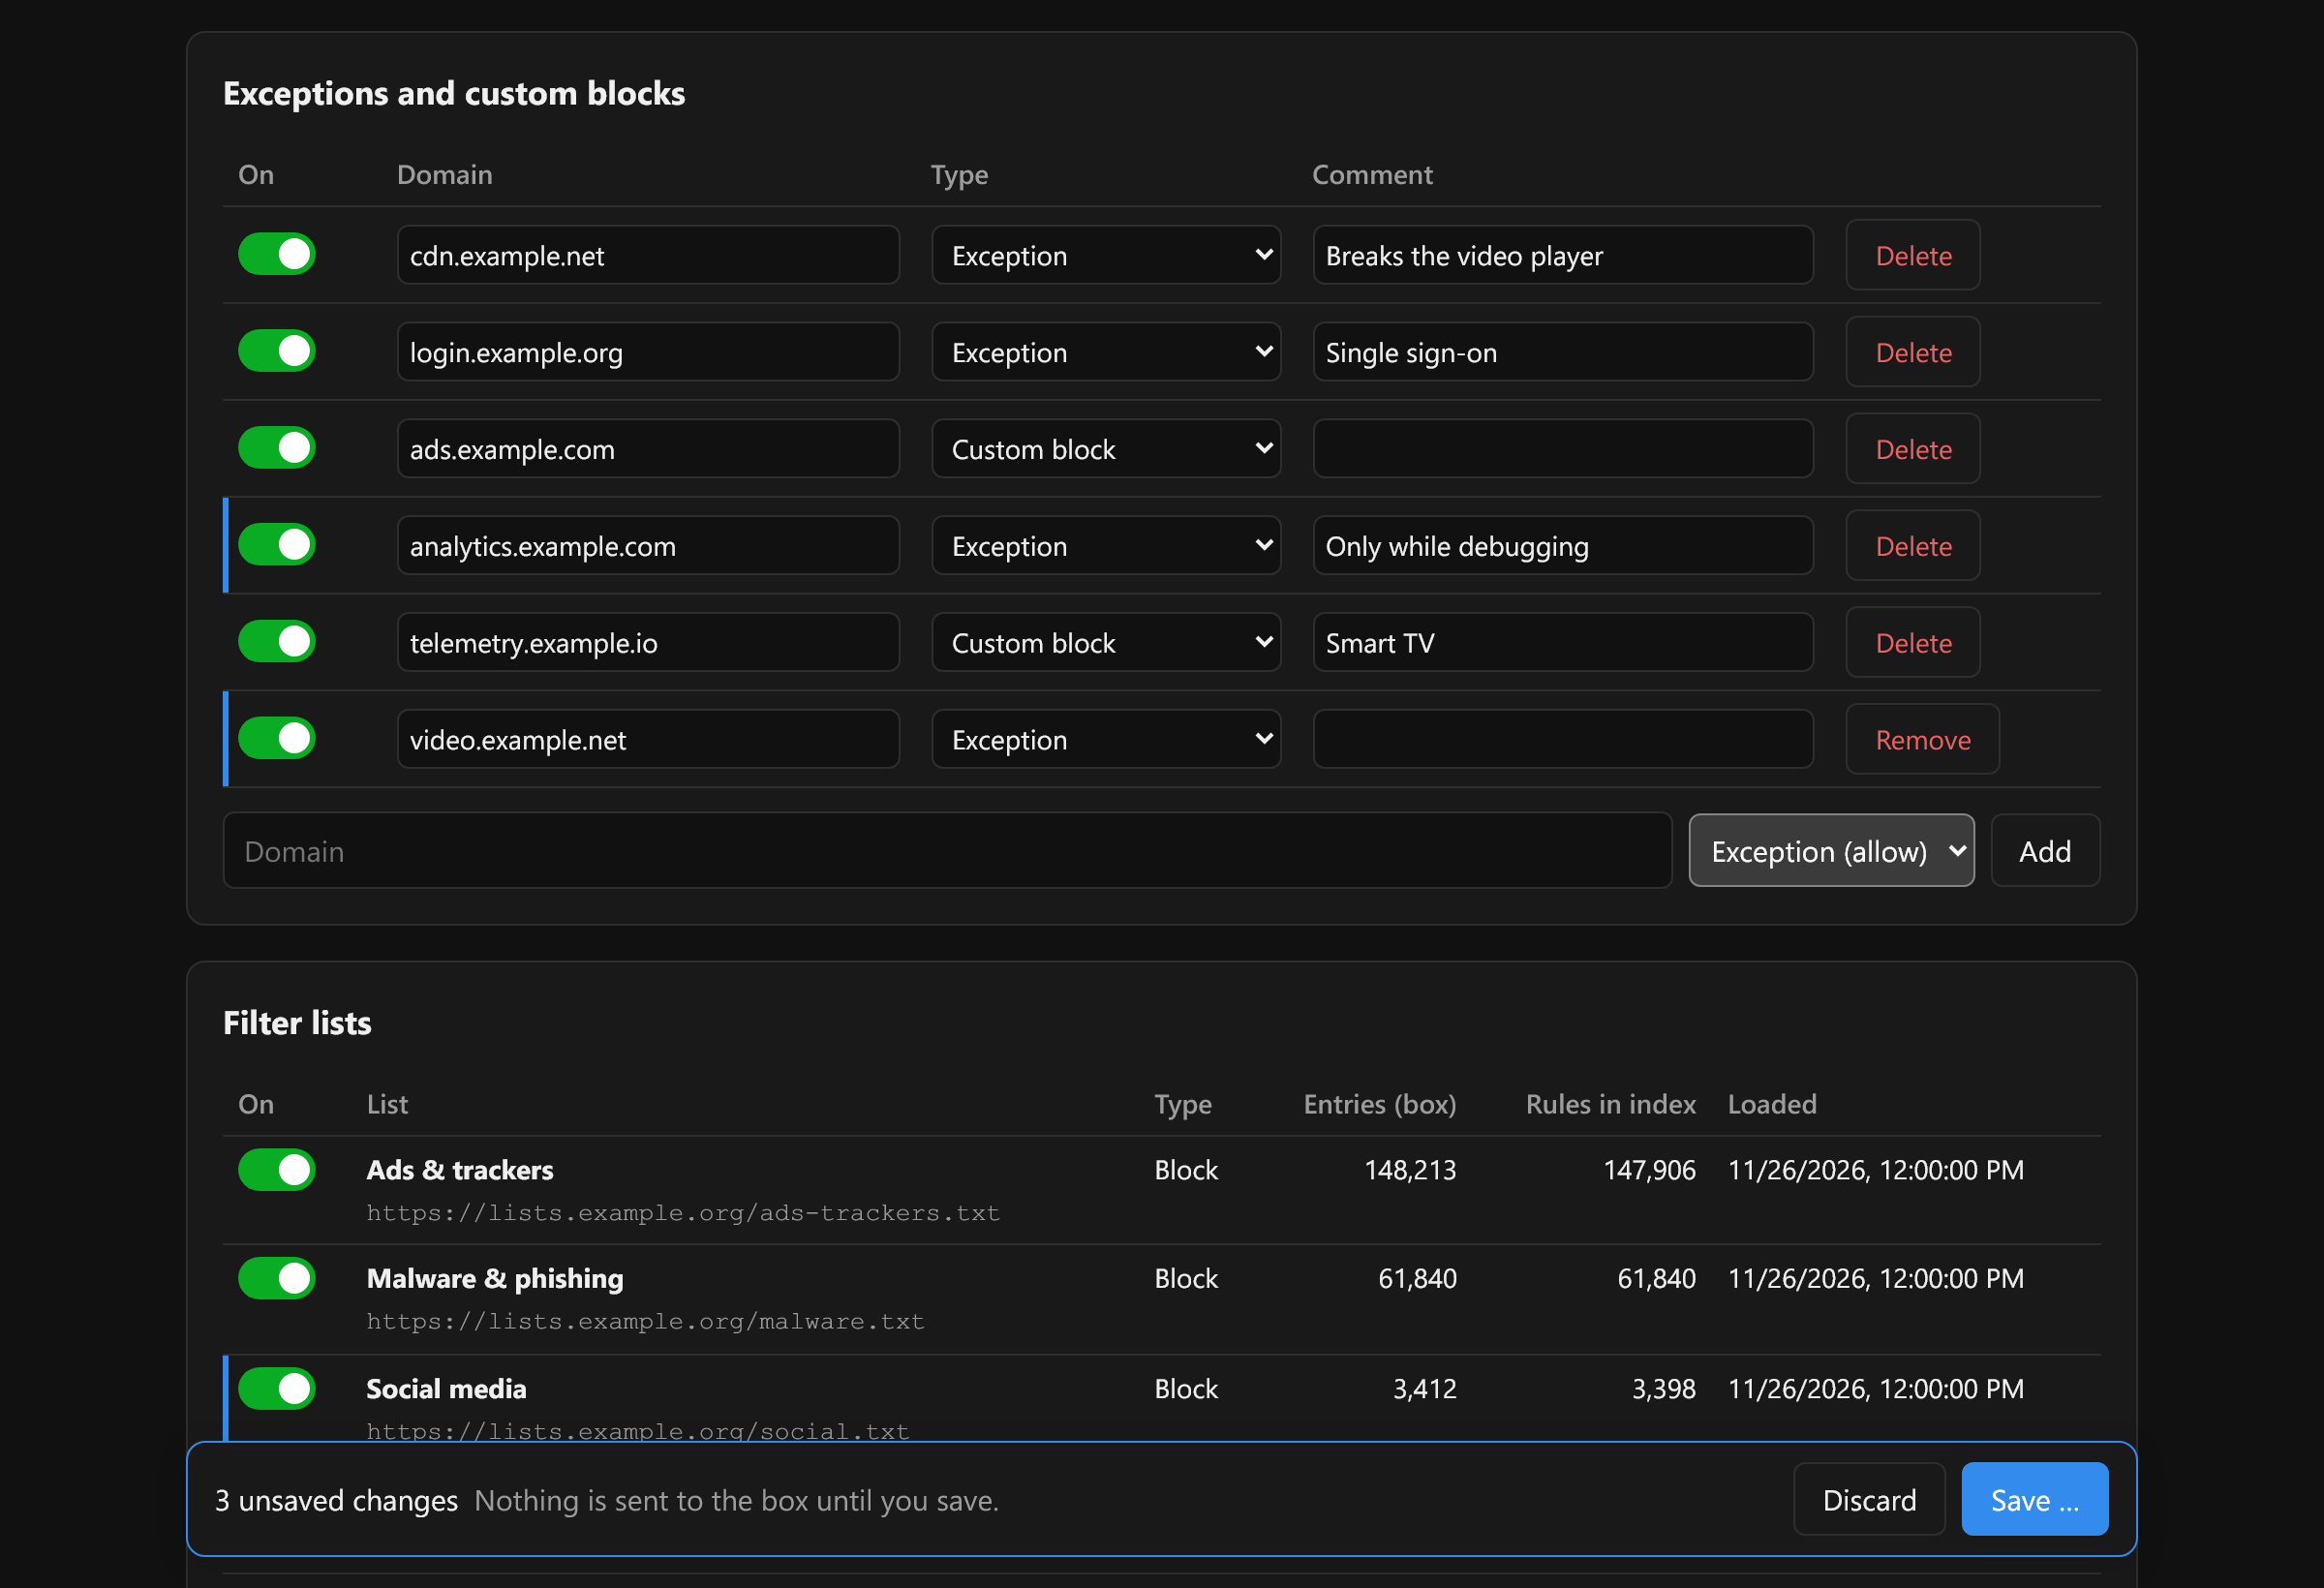 Exceptions and custom blocks
On Domain Type Comment
cdn.example.net Exception Breaks the video player Delete
login.example.org Exception Single sign-on Delete
ads.example.com Custom block Delete
analytics.example.com Exception Only while debugging Delete
telemetry.example.io Custom block Smart TV Delete
video.example.net Exception Remove
Domain Exception (allow) Add
Filter lists
On List Type Entries (box) Rules in index Loaded
Ads & trackers Block 148,213 147,906 11/26/2026, 12:00:00 PM
https://lists.example.org/ads-trackers.txt
Malware & phishing Block 61,840 61,840 11/26/2026, 12:00:00 PM
https://lists.example.org/malware.txt
Social media Block 3,412 3,398 11/26/2026, 12:00:00 PM
https://lists.example.org/social.txt
3 unsaved changes Nothing is sent to the box until you save. Discard Save ...